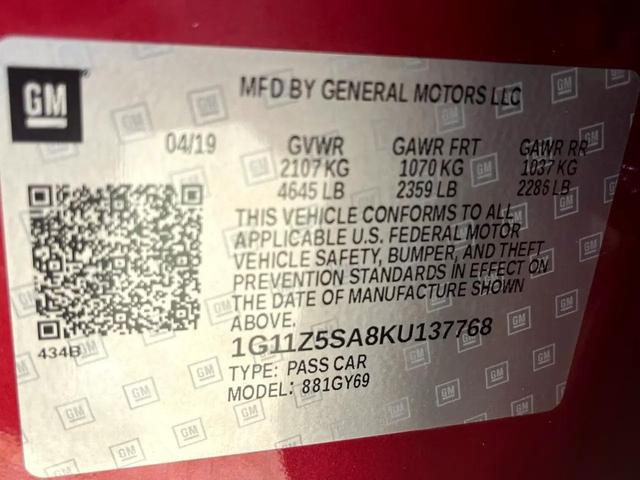 GM
MFD BY GENERAL MOTORS LLC
04/19 GVWR GAWR FRT GAWR RR
2107 KG 1070 KG 1037 KG
4645 LB 2359 LB 2286 LB
THIS VEHICLE CONFORMS TO ALL
APPLICABLE U.S. FEDERAL MOTOR
VEHICLE SAFETY, BUMPER, AND THEFT
PREVENTION STANDARDS IN EFFECT ON
THE DATE OF MANUFACTURE SHOWN
ABOVE.
434B
1G11Z5SA8KU137768
TYPE: PASS CAR
MODEL: 881GY69